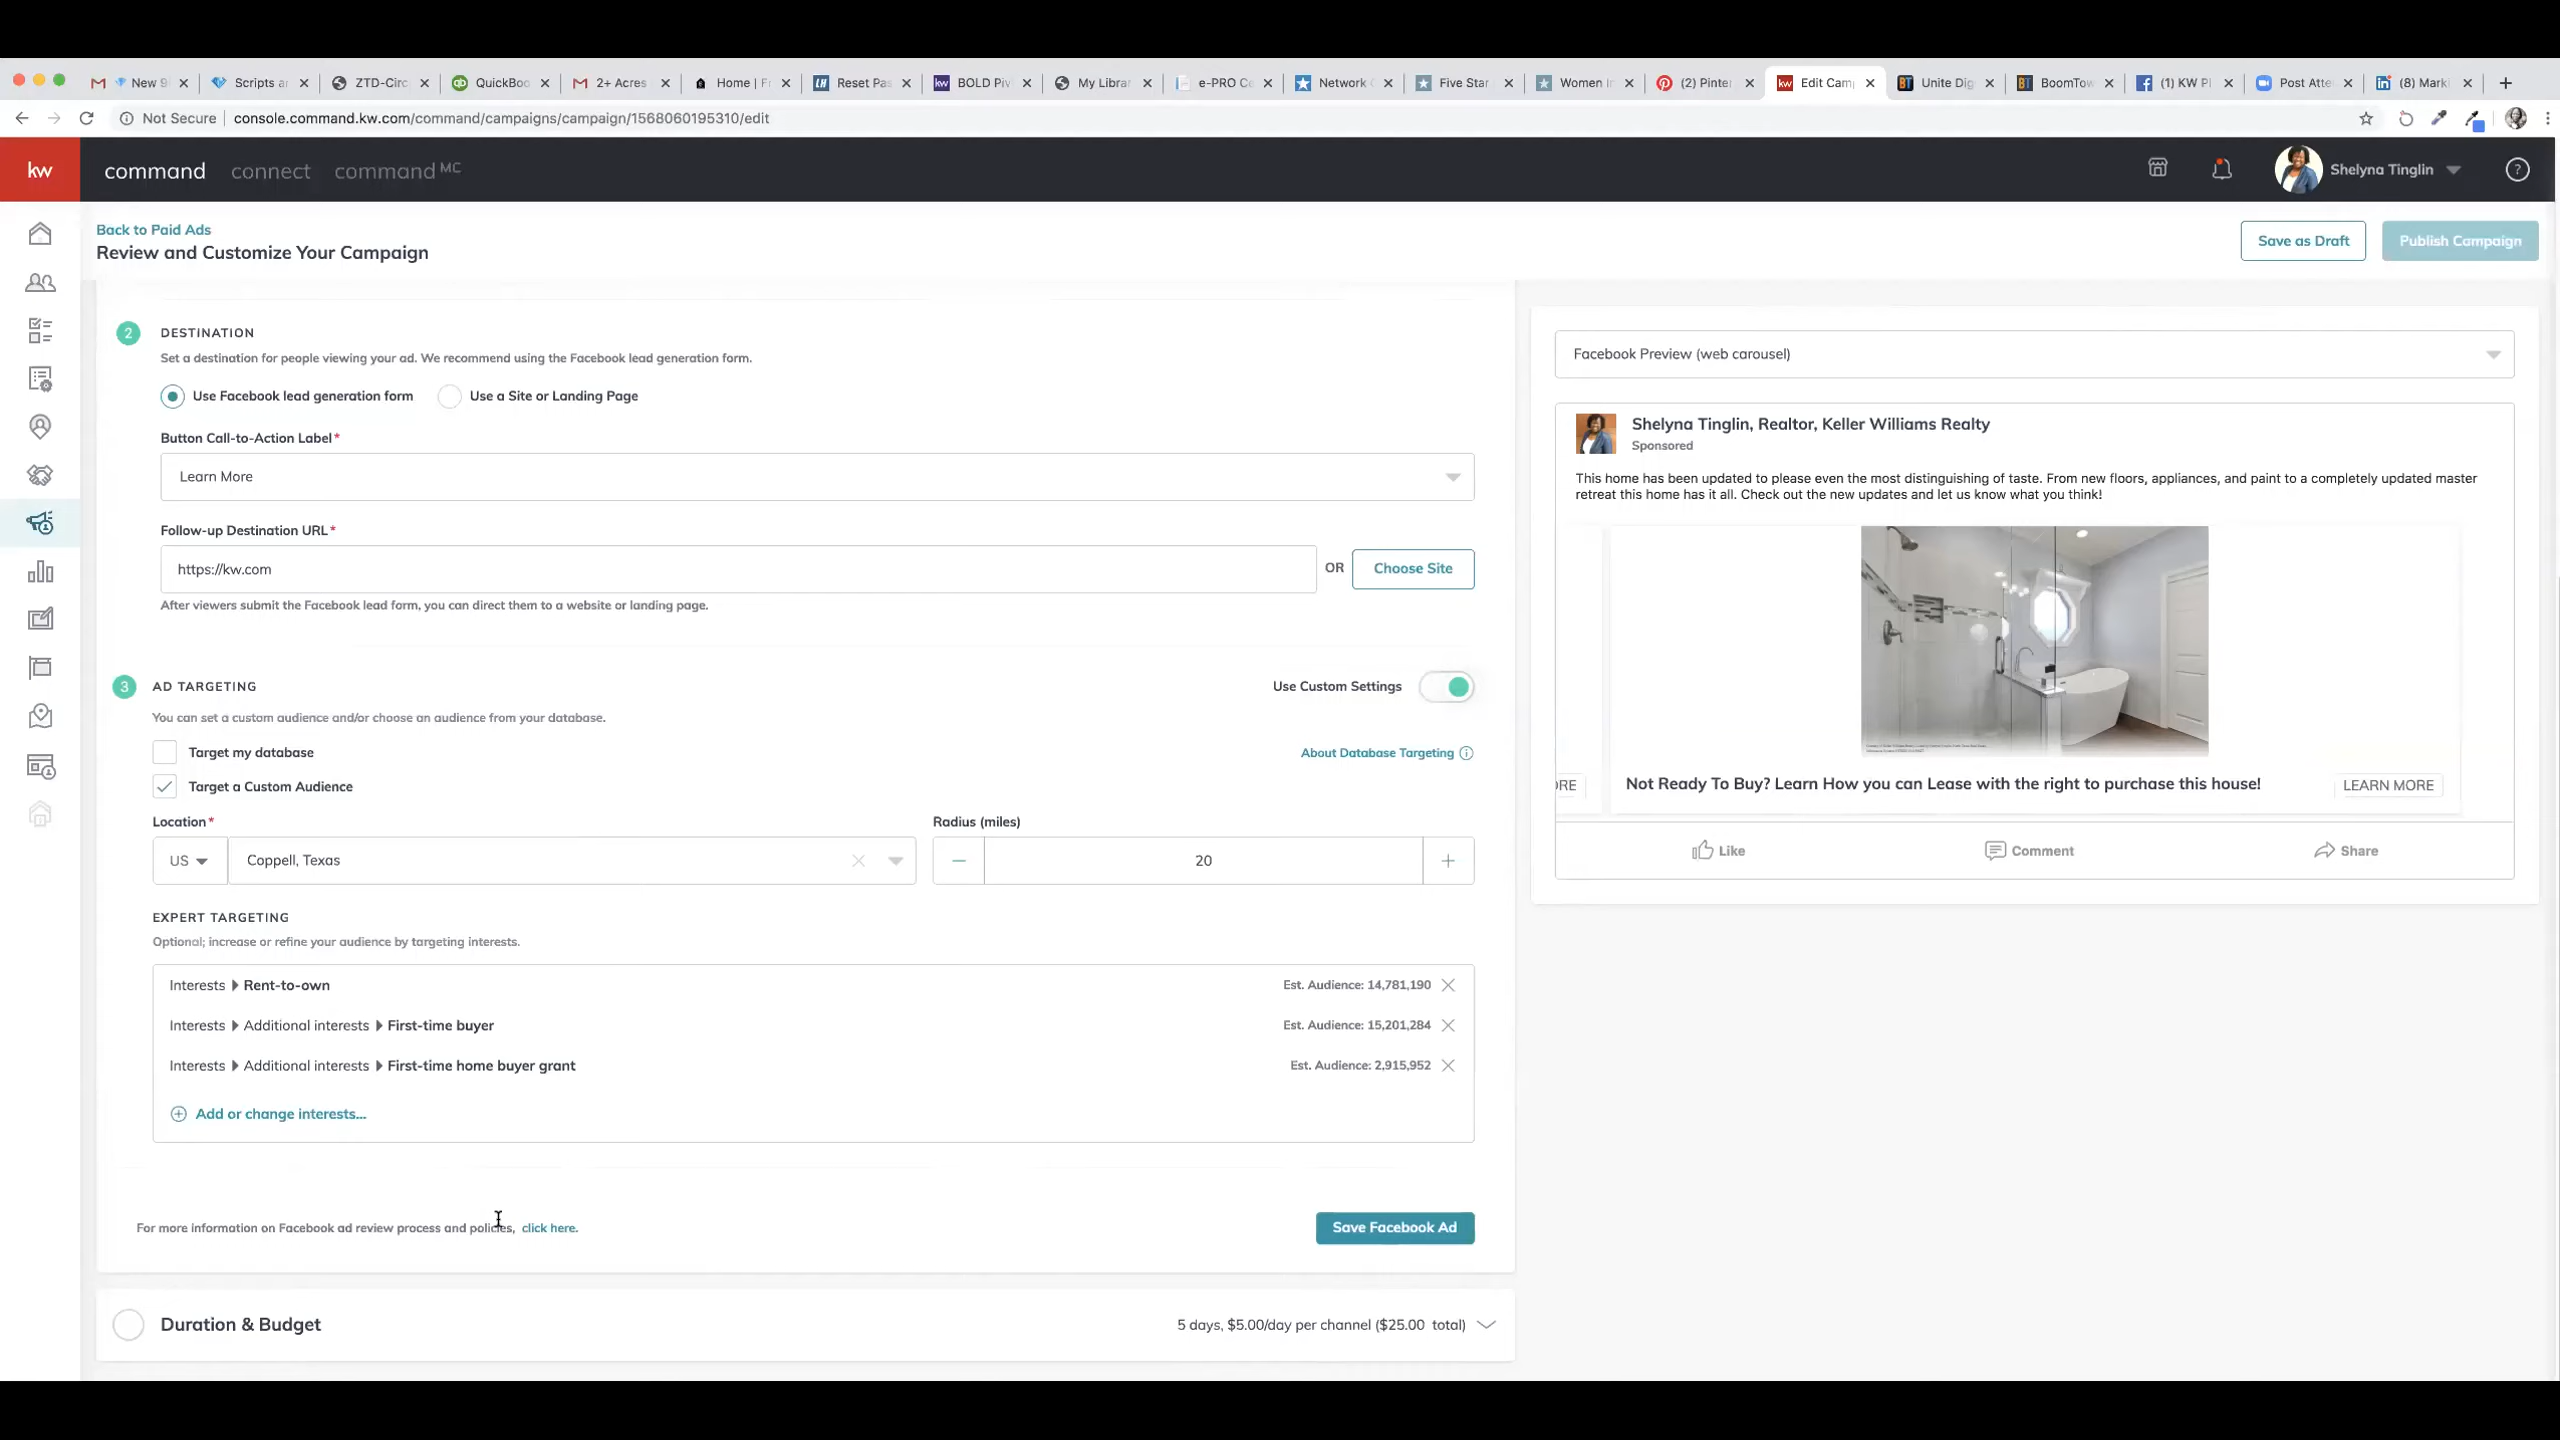 New 9
Scripts a
ZTD-Circ
QuickBoo
2+ Acres
Home | F
Reset Pas
BOLD Piv
My Librar
e-PRO Ce
Network
Five Star
Women In
(2) Pinter
Edit Cam
Unite Dig
BoomTow
(1) KW Pl
Post Atte
(8) Mark
Not Secure | console.command.kw.com/command/campaigns/campaign/1568060195310/edit
kw command connect command MC
Shelyna Tinglin
Back to Paid Ads
Review and Customize Your Campaign
Save as Draft
Publish Campaign
2 DESTINATION
Set a destination for people viewing your ad. We recommend using the Facebook lead generation form.
Use Facebook lead generation form
Use a Site or Landing Page
Button Call-to-Action Label*
Learn More
Follow-up Destination URL*
https://kw.com
OR
Choose Site
After viewers submit the Facebook lead form, you can direct them to a website or landing page.
3 AD TARGETING
Use Custom Settings
You can set a custom audience and/or choose an audience from your database.
Target my database
About Database Targeting
Target a Custom Audience
Location*
Radius (miles)
US
Coppell, Texas
20
EXPERT TARGETING
Optional; increase or refine your audience by targeting interests.
Interests Rent-to-own
Est. Audience: 14,781,190
Interests Additional interests First-time buyer
Est. Audience: 15,201,284
Interests Additional interests First-time home buyer grant
Est. Audience: 2,915,952
Add or change interests...
For more information on Facebook ad review process and policies, click here.
Save Facebook Ad
Duration & Budget
5 days, $5.00/day per channel ($25.00 total)
Facebook Preview (web carousel)
Shelyna Tinglin, Realtor, Keller Williams Realty
Sponsored
This home has been updated to please even the most distinguishing of taste. From new floors, appliances, and paint to a completely updated master
retreat this home has it all. Check out the new updates and let us know what you think!
ORE
Not Ready To Buy? Learn How you can Lease with the right to purchase this house!
LEARN MORE
Like
Comment
Share